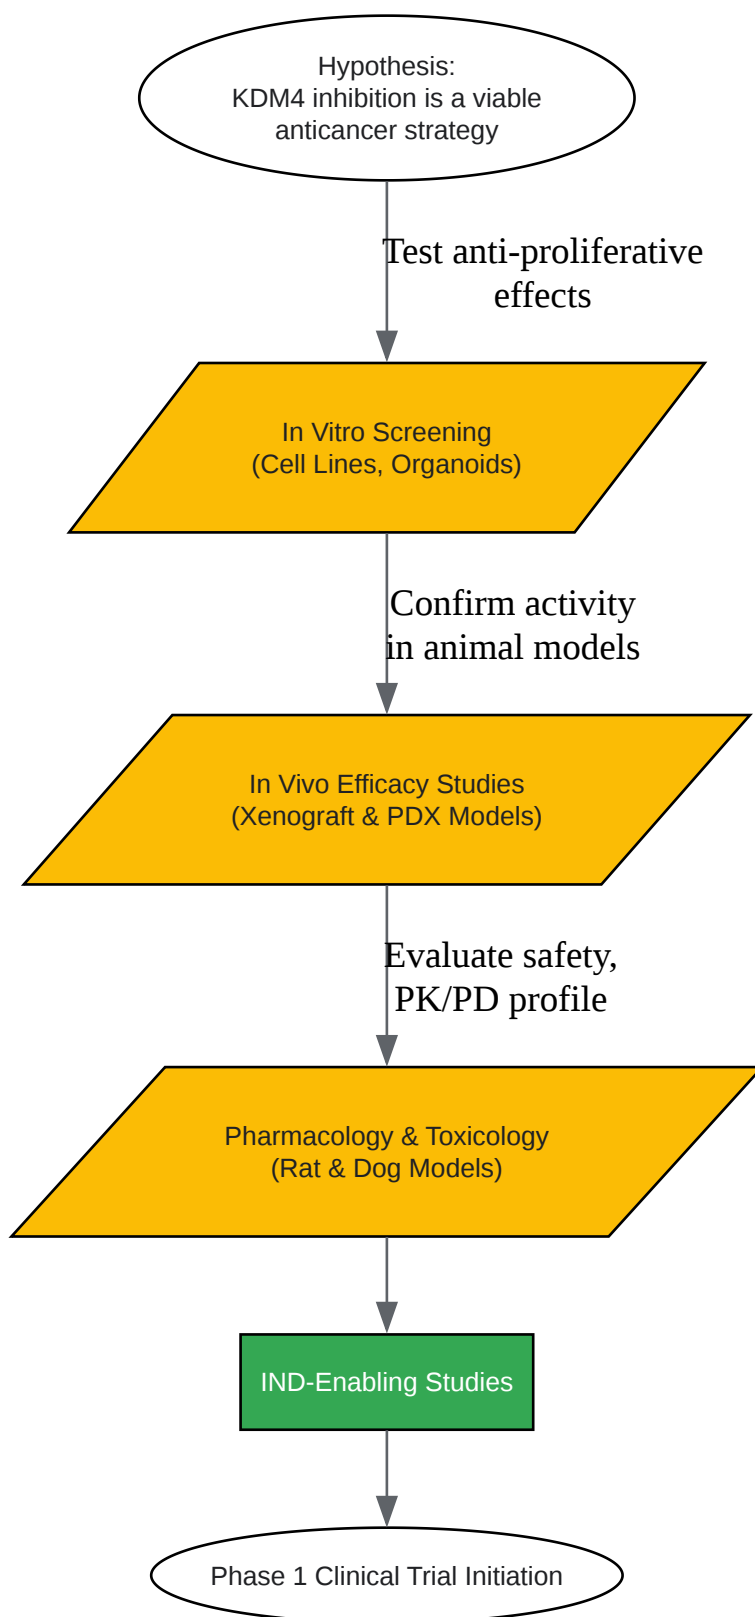 Hypothesis:
KDM4 inhibition is a viable
anticancer strategy
Test anti-proliferative
effects
In Vitro Screening
(Cell Lines, Organoids)
Confirm activity
in animal models
In Vivo Efficacy Studies
(Xenograft & PDX Models)
Evaluate safety,
PK/PD profile
Pharmacology & Toxicology
(Rat & Dog Models)
IND-Enabling Studies
Phase 1 Clinical Trial Initiation